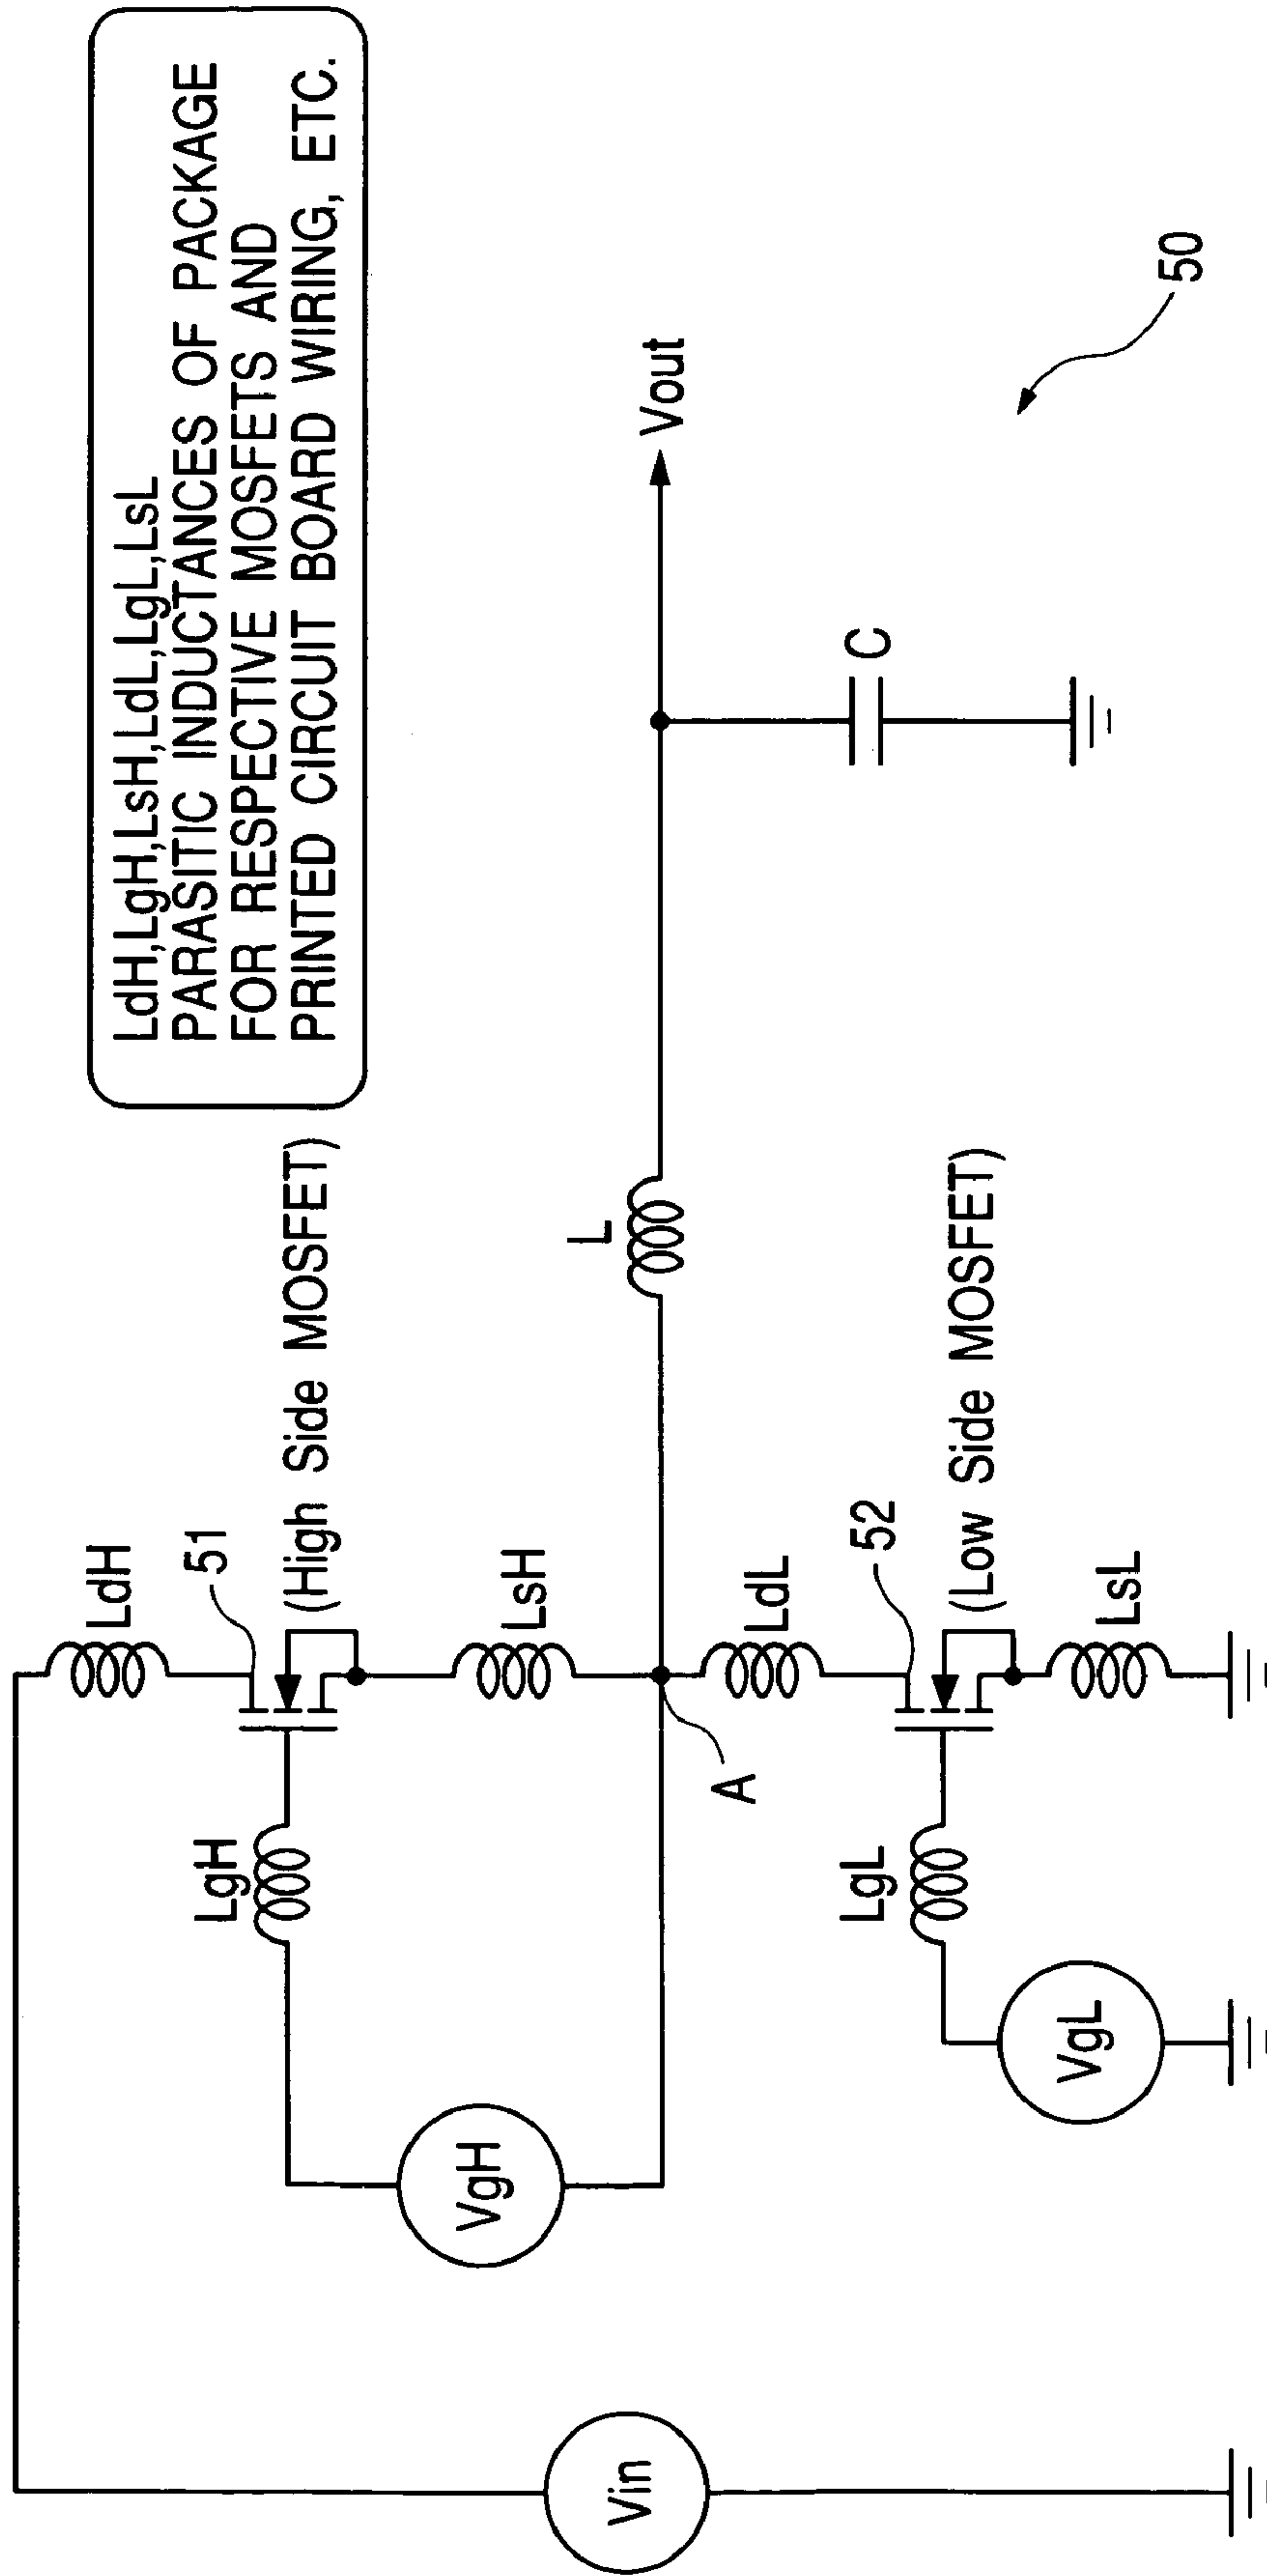 LdH,LgH,LsH,LdL,LgL,LsL
PARASITIC INDUCTANCES OF PACKAGE
FOR RESPECTIVE MOSFETS AND
PRINTED CIRCUIT BOARD WIRING, ETC.
LdH
51
(High Side MOSFET)
LgH
VgH
LsH
L
Vout
A
C
50
Vin
LdL
52
LgL
(Low Side MOSFET)
VgL
LsL